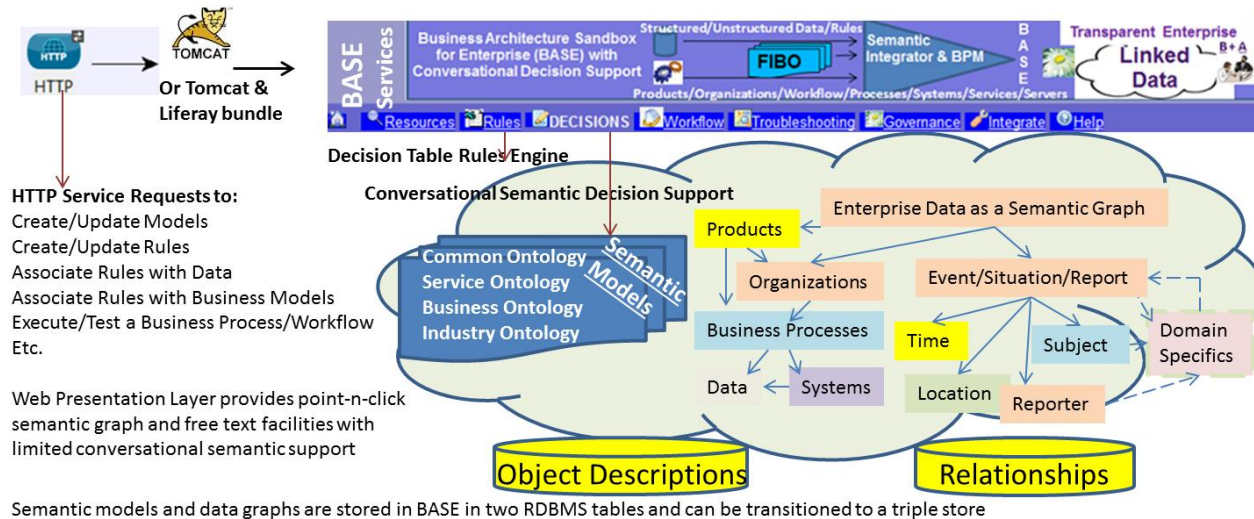 HTTP
HTTP
TOMCAT
Or Tomcat &
Liferay bundle
BASE
Services
Business Architecture Sandbox
for Enterprise (BASE) with
Conversational Decision Support
Structured/Unstructured Data/Rules
FIBO
Products/Organizations/Workflow/Processes/Systems/Services/Servers
Semantic
Integrator & BPM
BASE
Transparent Enterprise
Linked
Data
B+A
Resources Rules DECISIONS Workflow Troubleshooting Governance Integrate Help
Decision Table Rules Engine
Conversational Semantic Decision Support
HTTP Service Requests to:
Create/Update Models
Create/Update Rules
Associate Rules with Data
Associate Rules with Business Models
Execute/Test a Business Process/Workflow
Etc.
Web Presentation Layer provides point-n-click
semantic graph and free text facilities with
limited conversational semantic support
Common Ontology
Service Ontology
Business Ontology
Industry Ontology
Semantic
Models
Enterprise Data as a Semantic Graph
Products
Organizations
Event/Situation/Report
Business Processes
Time
Subject
Domain
Specifics
Data
Systems
Location
Reporter
Object Descriptions
Relationships
Semantic models and data graphs are stored in BASE in two RDBMS tables and can be transitioned to a triple store